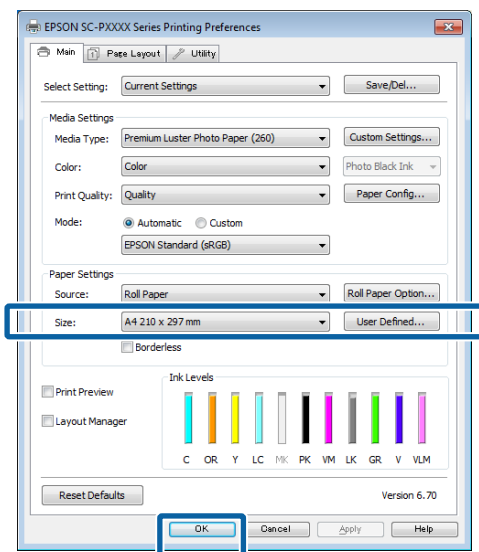 EPSON SC-PXXXX Series Printing Preferences
Main Page Layout Utility
Select Setting: Current Settings Save/Del...
Media Settings
Media Type: Premium Luster Photo Paper (260) Custom Settings...
Color: Color Photo Black Ink
Print Quality: Quality Paper Config...
Mode: Automatic Custom
EPSON Standard (sRGB)
Paper Settings
Source: Roll Paper Roll Paper Option...
Size: A4 210 x 297 mm User Defined...
Borderless
Ink Levels
Print Preview
Layout Manager
C OR Y LC MK PK VM LK GR V VLM
Reset Defaults Version 6.70
OK Cancel Apply Help